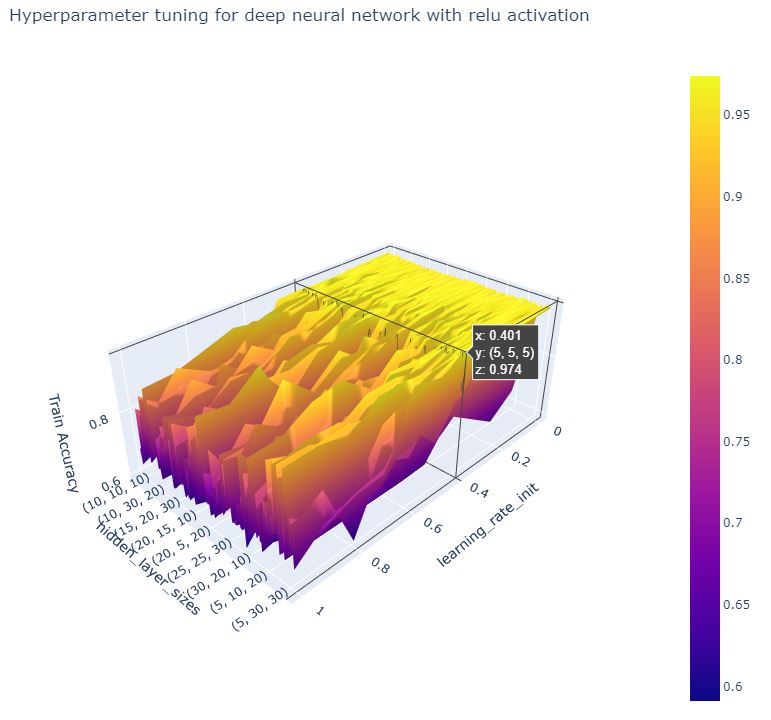 Hyperparameter tuning for deep neural network with relu activation
0.95
0.9
0.85
0.8
0.75
0.7
0.65
0.6
x: 0.401
y: (5, 5, 5)
z: 0.974
Train Accuracy
0.8
0.6
hidden_layer_sizes
(10, 10, 10)
(10, 30, 20)
(15, 20, 30)
(20, 15, 10)
(20, 5, 20)
(25, 25, 30)
(30, 20, 10)
(5, 10, 20)
(5, 30, 30)
learning_rate_init
0
0.2
0.4
0.6
0.8
1